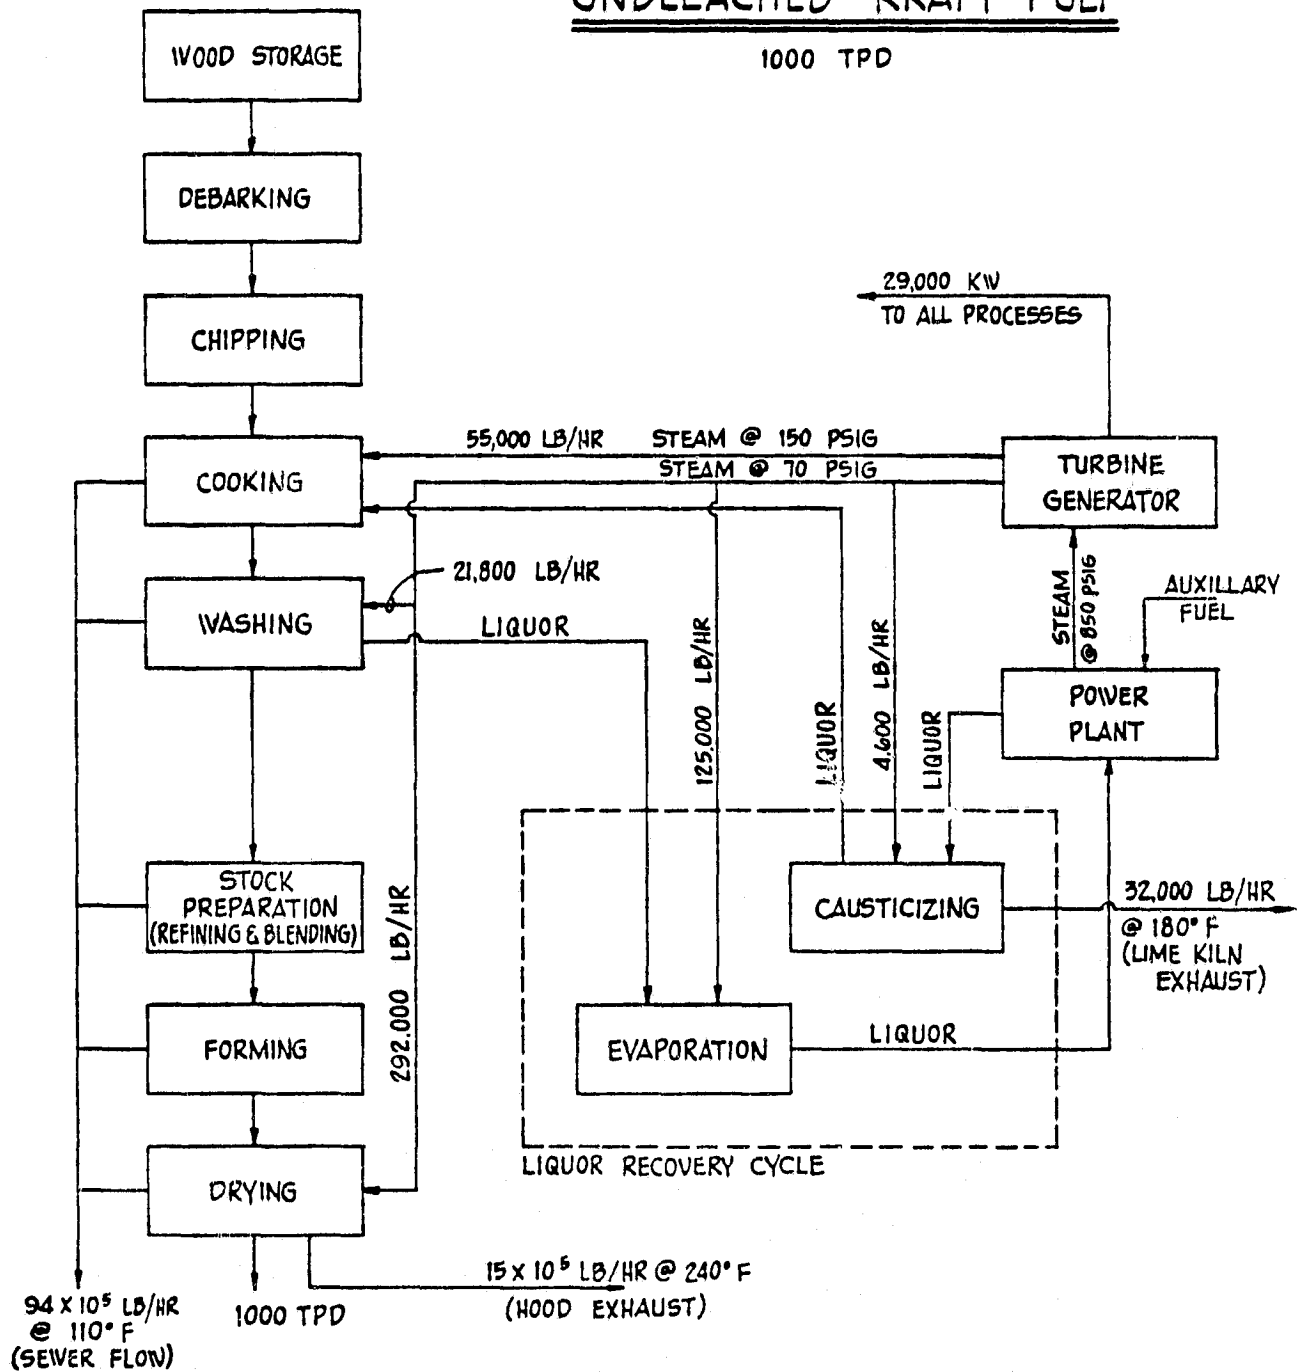 UNBLEACHED KRAFT PULP
1000 TPD
WOOD STORAGE
DEBARKING
CHIPPING
29,000 KW
TO ALL PROCESSES
COOKING
55,000 LB/HR STEAM @ 150 PSIG
STEAM @ 70 PSIG
TURBINE
GENERATOR
21,800 LB/HR
WASHING
LIQUOR
STEAM
@ 850 PSIG
AUXILLARY
FUEL
125,000 LB/HR
LIQUOR
4,600 LB/HR
LIQUOR
POWER
PLANT
STOCK
PREPARATION
(REFINING & BLENDING)
292,000 LB/HR
CAUSTICIZING
32,000 LB/HR
@ 180° F
(LIME KILN
EXHAUST)
FORMING
EVAPORATION
LIQUOR
LIQUOR RECOVERY CYCLE
DRYING
15 x 10⁵ LB/HR @ 240° F
(HOOD EXHAUST)
94 x 10⁵ LB/HR
@ 110° F
(SEWER FLOW)
1000 TPD